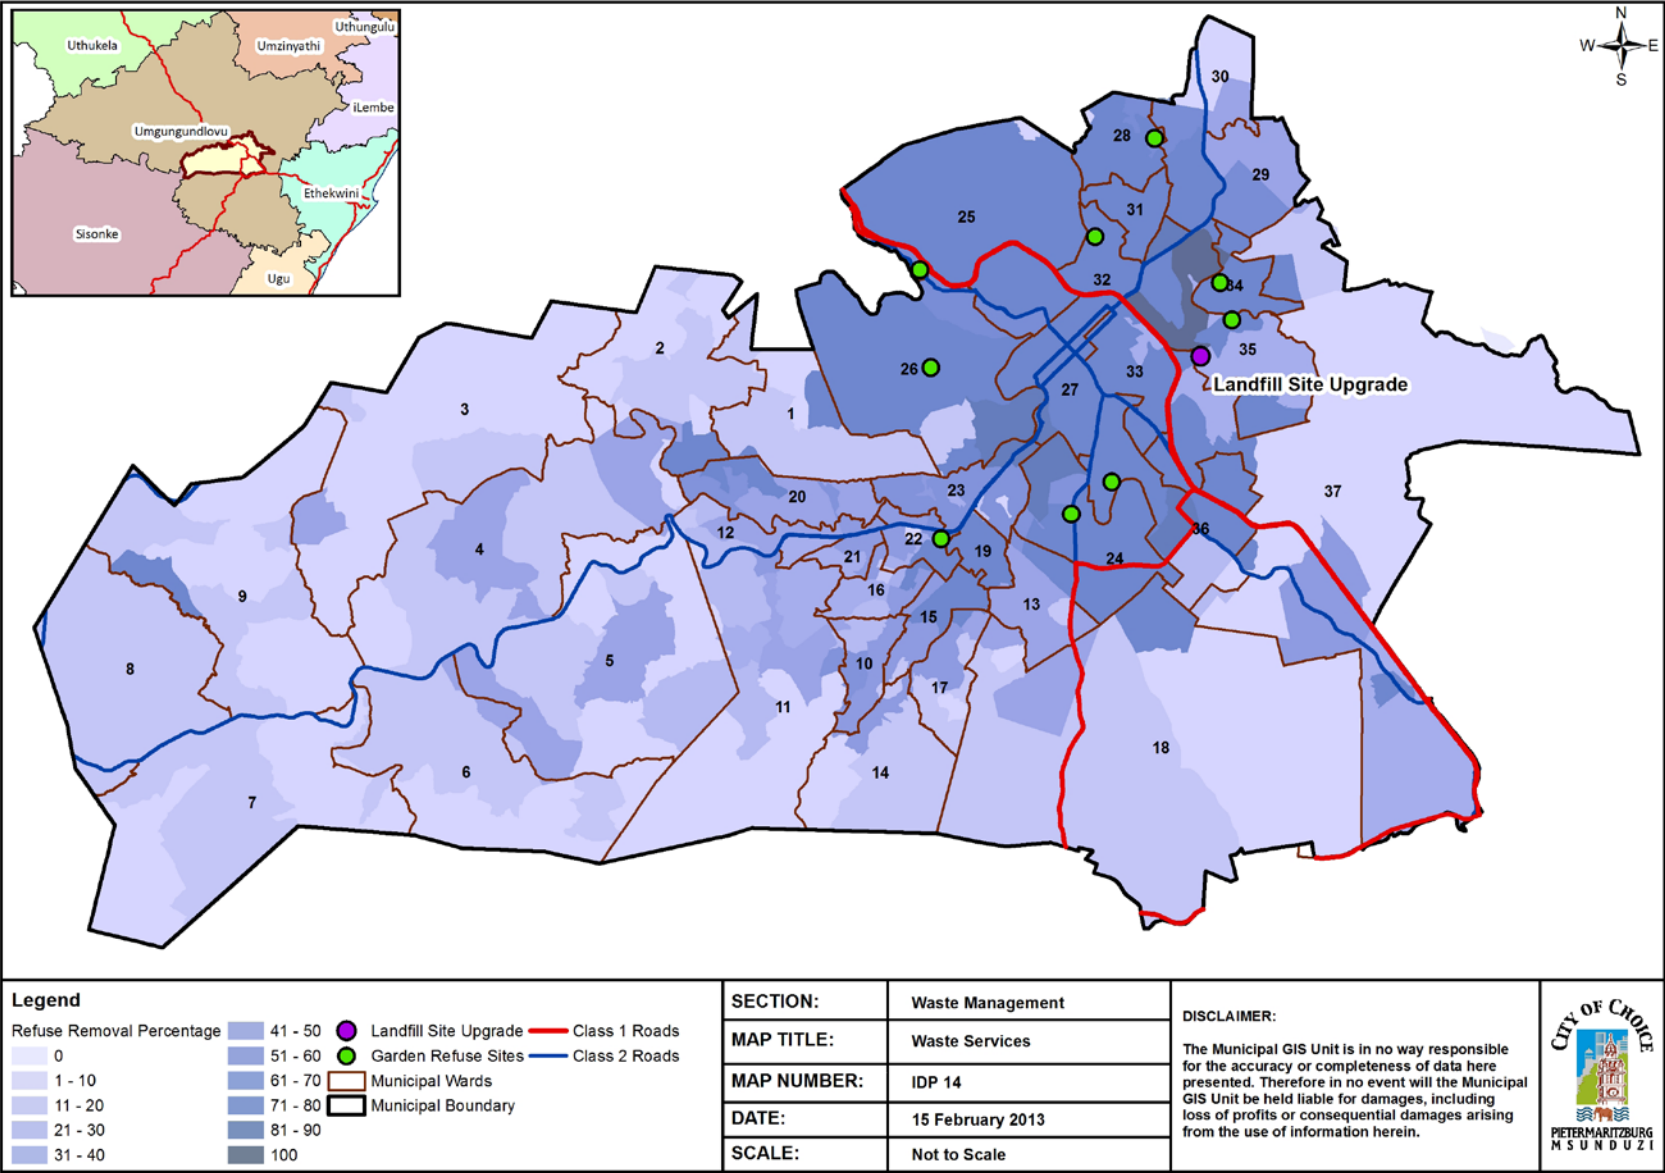 Uthungulu
Uthukela
Umzinyathi
iLembe
Umgungundlovu
Ethekwini
Sisonke
Ugu
N
W E
S
30
28
29
31
25
32
34
2
26
35
33
Landfill Site Upgrade
27
3
1
37
20
23
12
36
4
22
19
21
24
9
16
13
15
5
10
8
17
11
18
6
14
7
Legend
Refuse Removal Percentage
0
1 - 10
11 - 20
21 - 30
31 - 40
41 - 50
51 - 60
61 - 70
71 - 80
81 - 90
100
Landfill Site Upgrade
Garden Refuse Sites
Municipal Wards
Municipal Boundary
Class 1 Roads
Class 2 Roads
SECTION: Waste Management
MAP TITLE: Waste Services
MAP NUMBER: IDP 14
DATE: 15 February 2013
SCALE: Not to Scale
DISCLAIMER:
The Municipal GIS Unit is in no way responsible
for the accuracy or completeness of data here
presented. Therefore in no event will the Municipal
GIS Unit be held liable for damages, including
loss of profits or consequential damages arising
from the use of information herein.
CITY OF CHOICE
PIETERMARITZBURG
MSUNDUZI